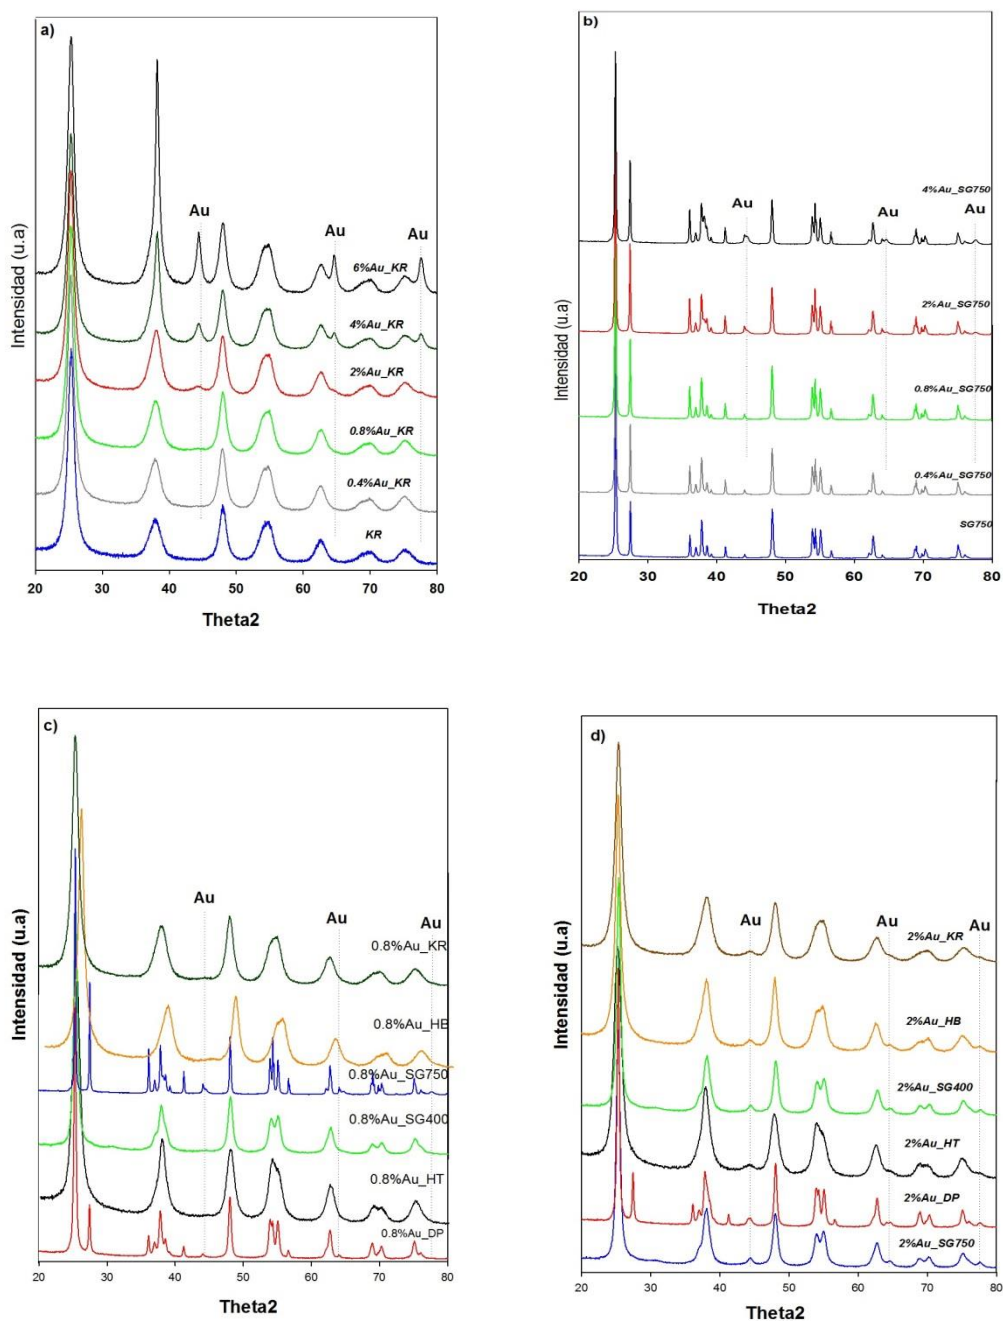 a)
Intensidad (u.a)
Au
Au
Au
6%Au_KR
4%Au_KR
2%Au_KR
0.8%Au_KR
0.4%Au_KR
KR
20 30 40 50 60 70 80
Theta2
b)
Intensidad (u.a)
4%Au_SG750
Au
Au
Au
2%Au_SG750
0.8%Au_SG750
0.4%Au_SG750
SG750
20 30 40 50 60 70 80
Theta2
c)
Intensidad (u.a)
Au
Au
Au
0.8%Au_KR
0.8%Au_HB
0.8%Au_SG750
0.8%Au_SG400
0.8%Au_HT
0.8%Au_DP
20 30 40 50 60 70 80
Theta2
d)
Intensidad (u.a)
Au
Au
Au
2%Au_KR
2%Au_HB
2%Au_SG400
2%Au_HT
2%Au_DP
2%Au_SG750
20 30 40 50 60 70 80
Theta2